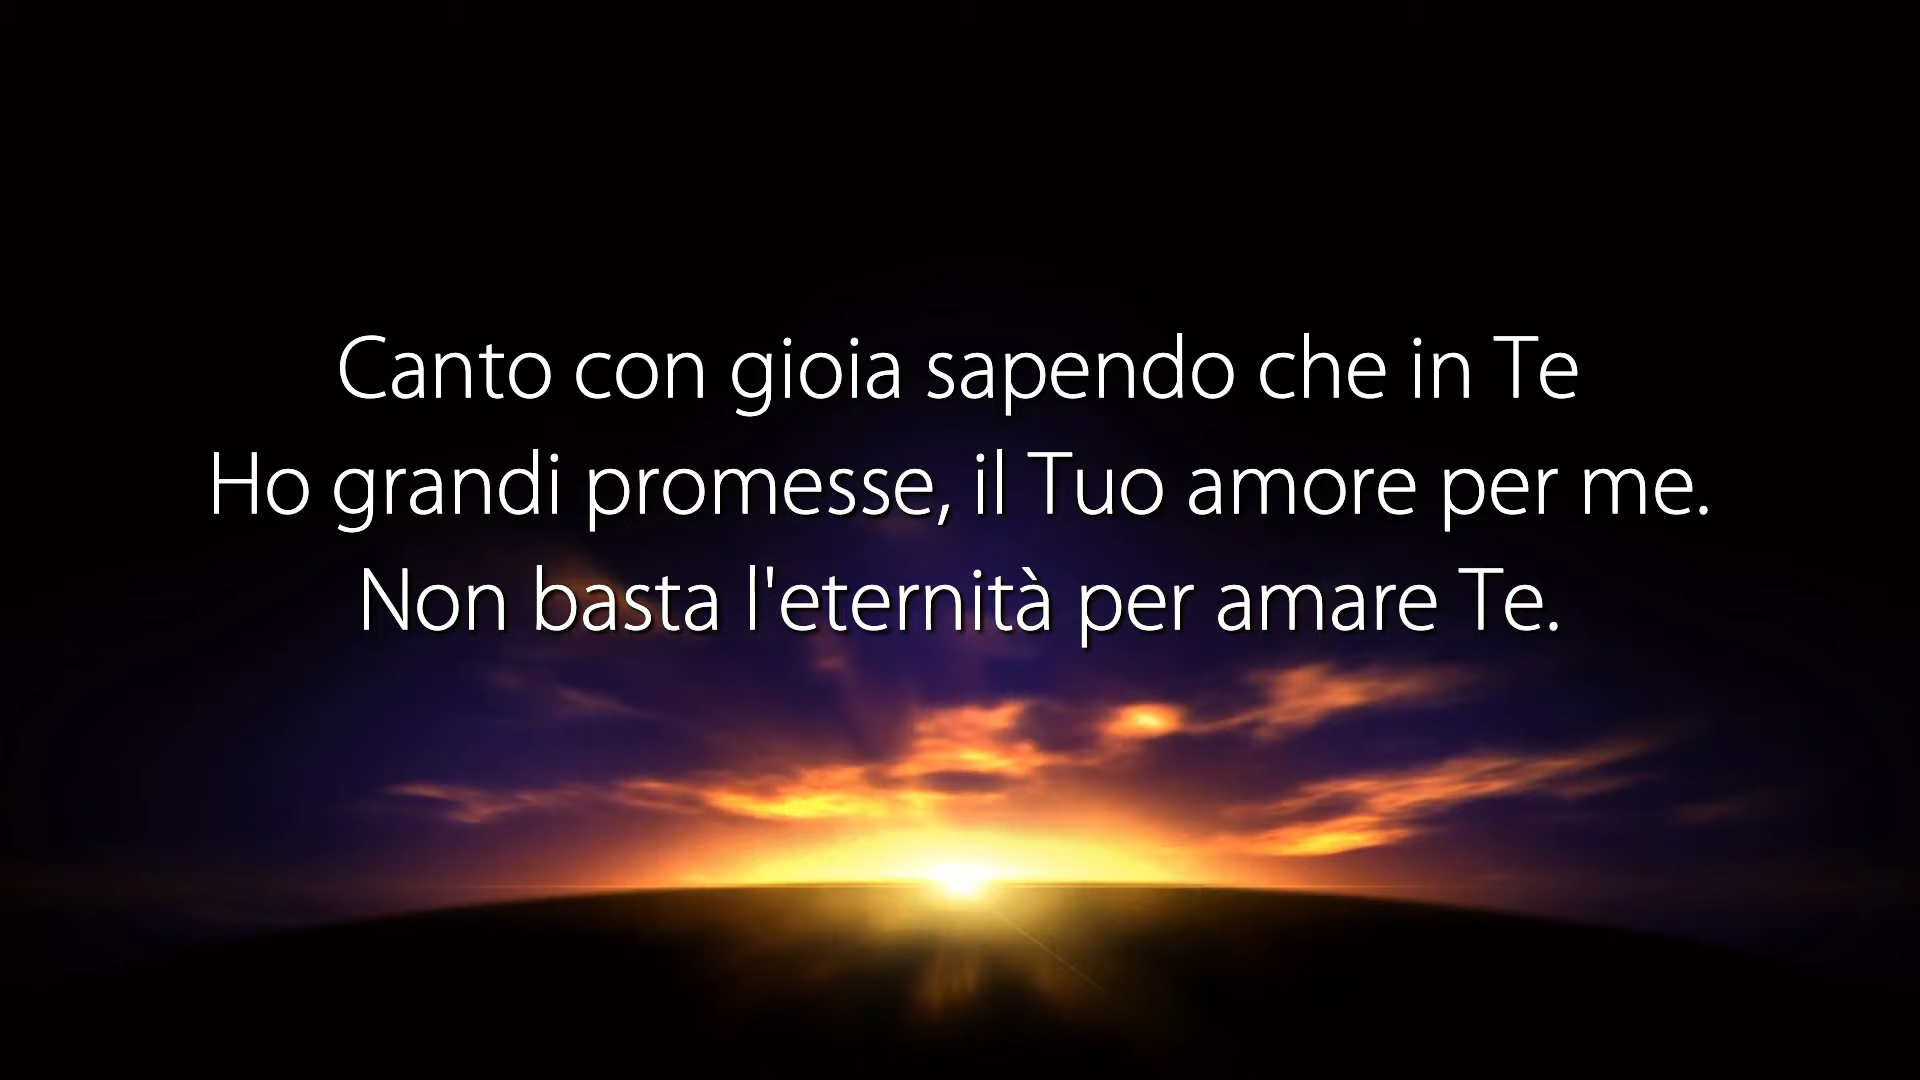 Canto con gioia sapendo che in Te
Ho grandi promesse, il Tuo amore per me.
Non basta l'eternità per amare Te.